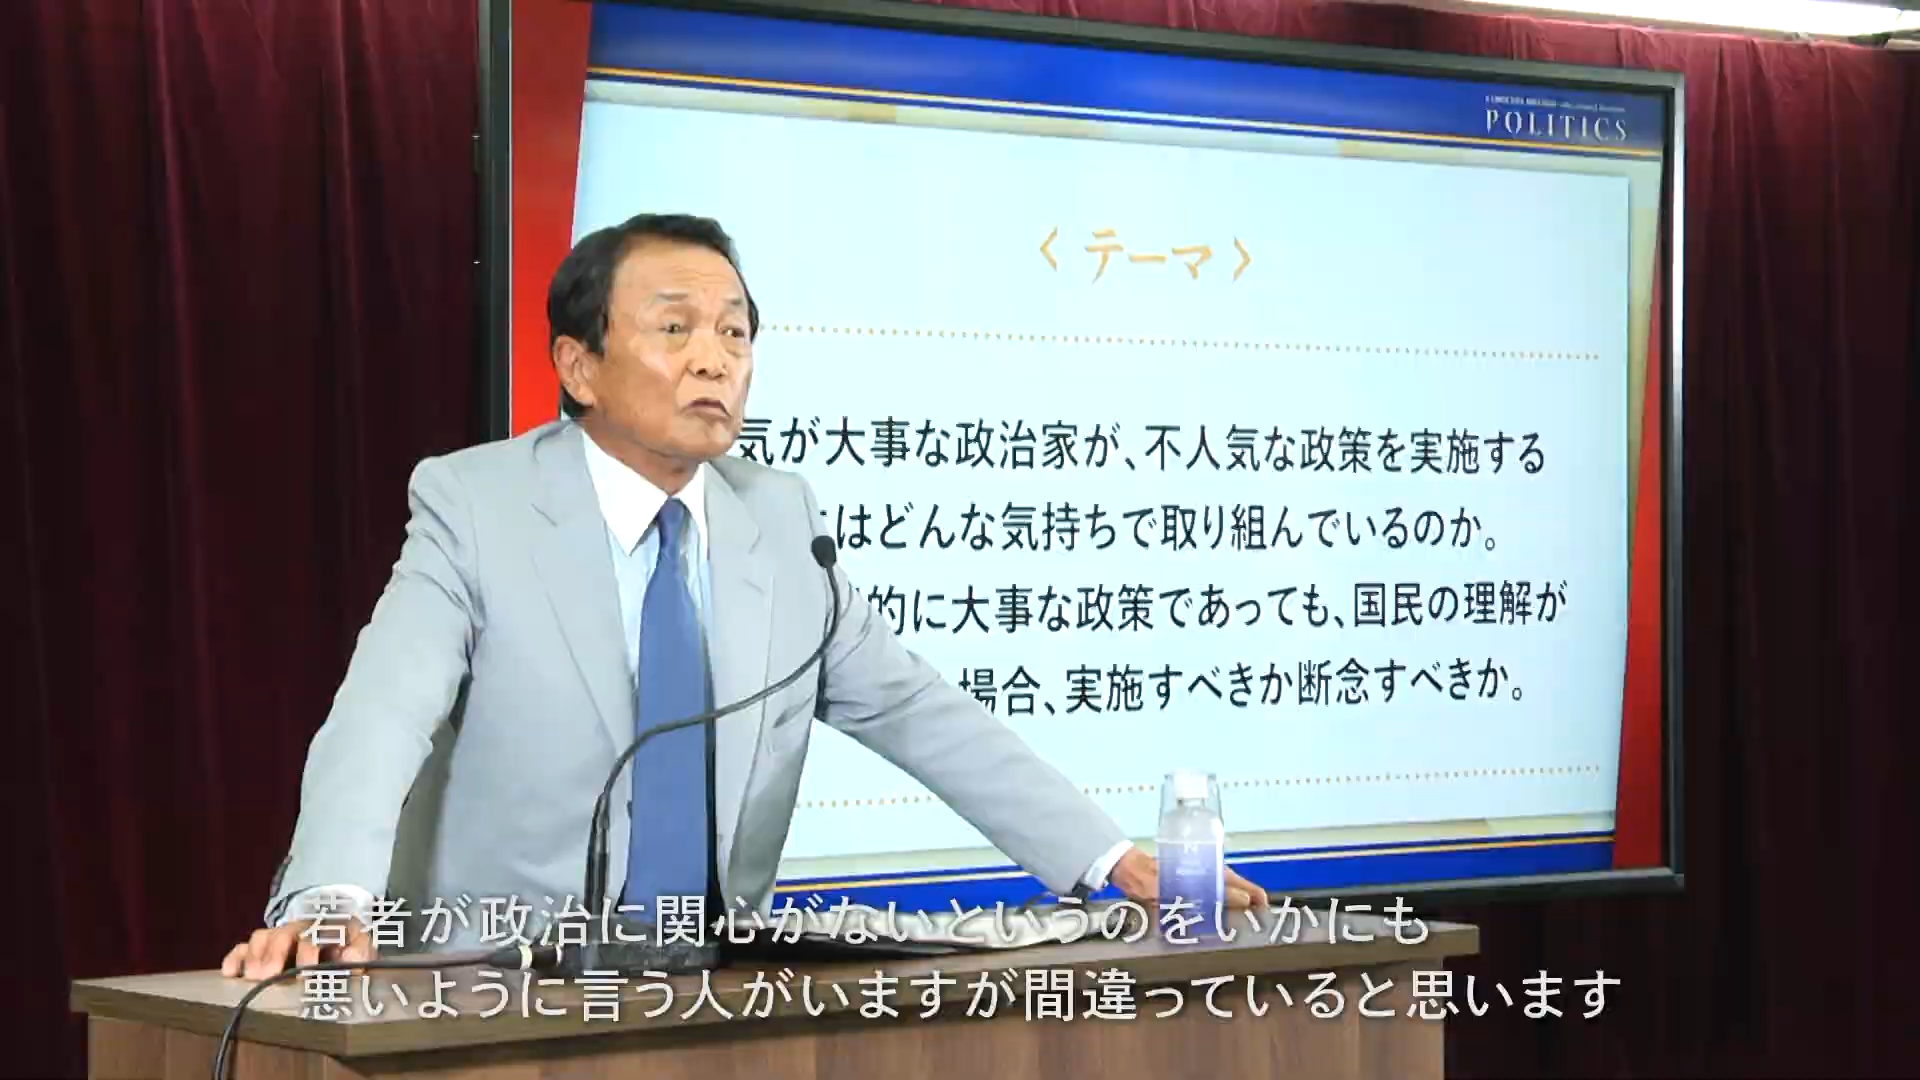 POLITICS
〈 テーマ 〉
気が大事な政治家が、不人気な政策を実施する
はどんな気持ちで取り組んでいるのか。
的に大事な政策であっても、国民の理解が
場合、実施すべきか断念すべきか。
若者が政治に関心がないというのをいかにも
悪いように言う人がいますが間違っていると思います